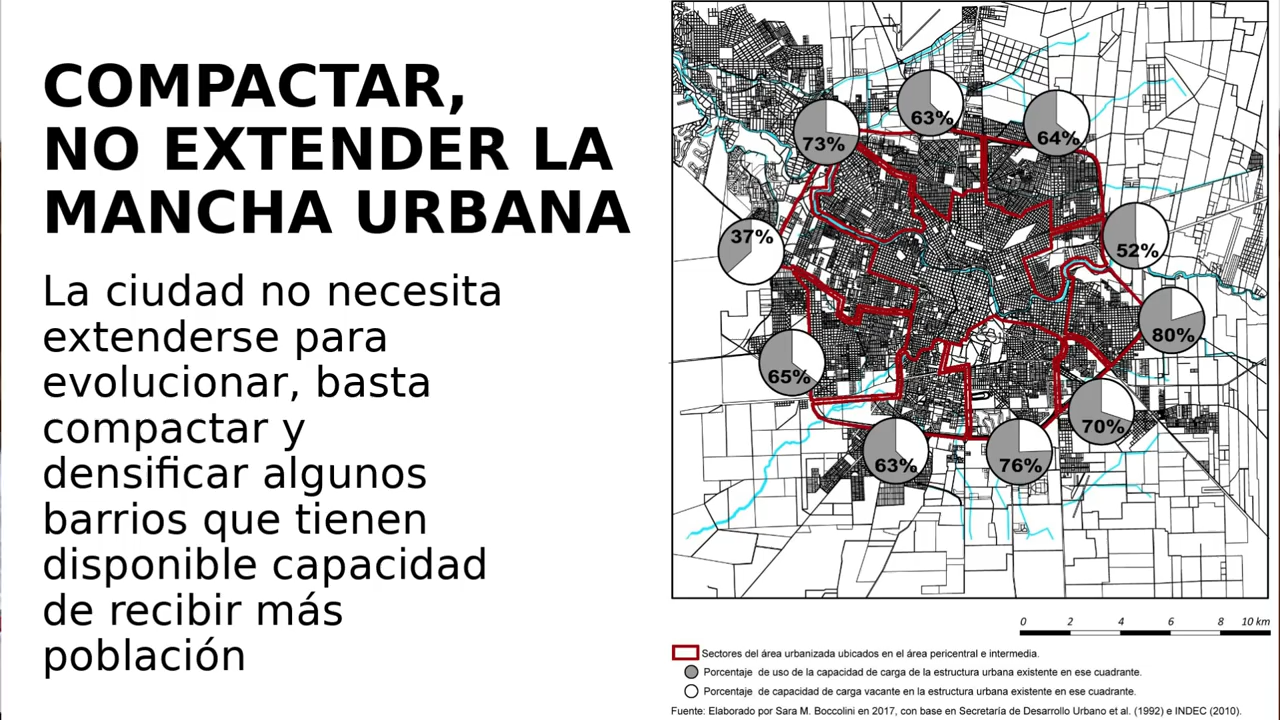 COMPACTAR,
NO EXTENDER LA
MANCHA URBANA
La ciudad no necesita
extenderse para
evolucionar, basta
compactar y
densificar algunos
barrios que tienen
disponible capacidad
de recibir más
población
63%
64%
73%
37%
52%
80%
65%
70%
63%
76%
0 2 4 6 8 10 km
Sectores del área urbanizada ubicados en el área pericentral e intermedia.
Porcentaje de uso de la capacidad de carga de la estructura urbana existente en ese cuadrante.
Porcentaje de capacidad de carga vacante en la estructura urbana existente en ese cuadrante.
Fuente: Elaborado por Sara M. Boccolini en 2017, con base en Secretaría de Desarrollo Urbano et al. (1992) e INDEC (2010).